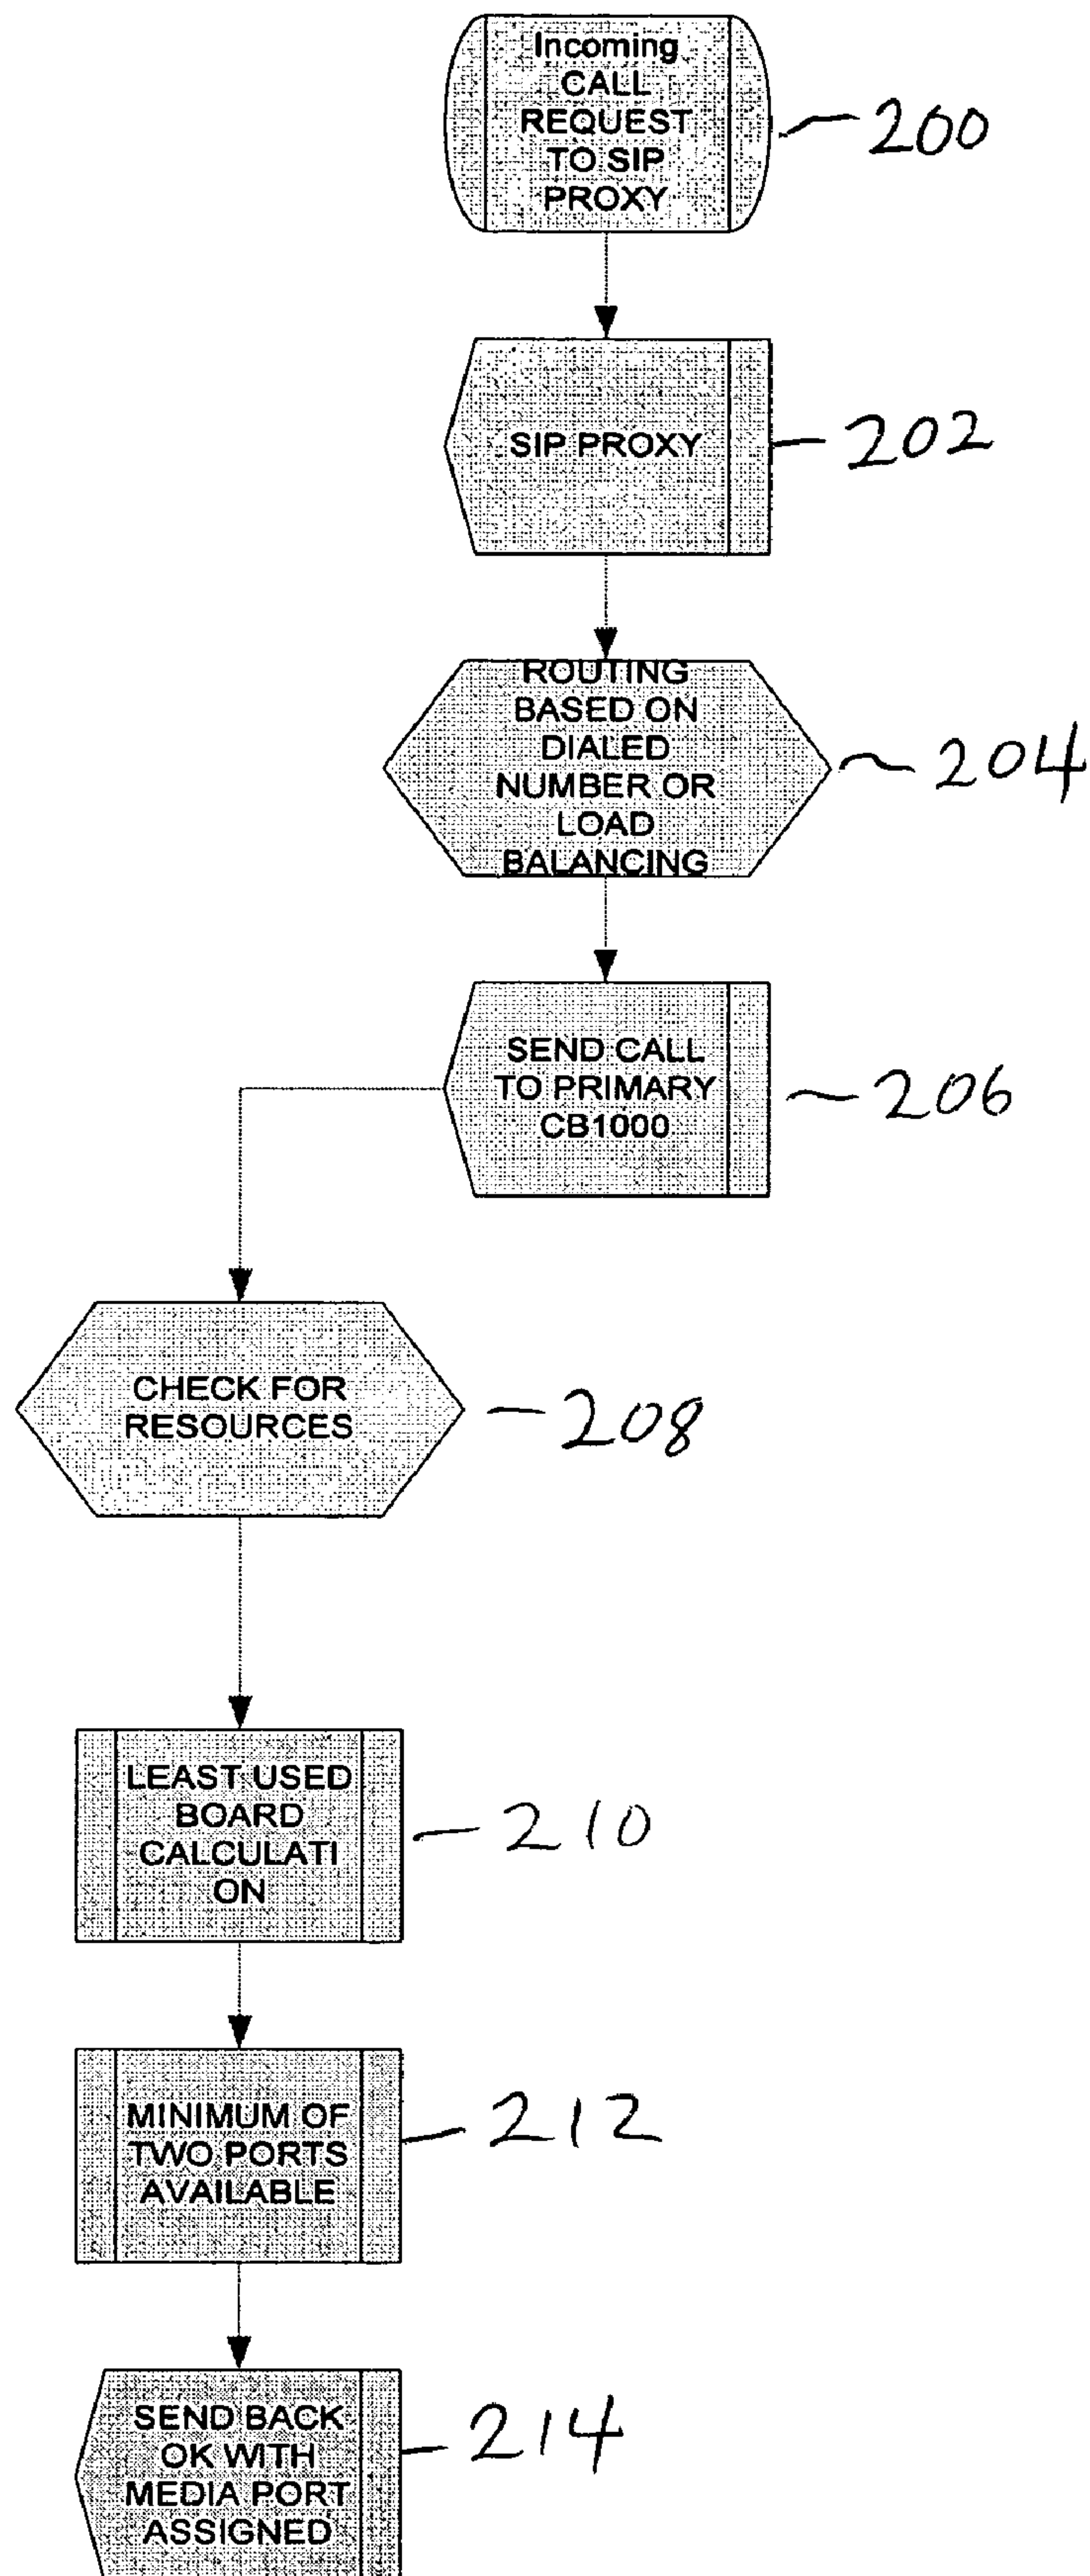 Incoming
CALL
REQUEST
TO SIP
PROXY
200
SIP PROXY
202
ROUTING
BASED ON
DIALED
NUMBER OR
LOAD
BALANCING
204
SEND CALL
TO PRIMARY
CB1000
206
CHECK FOR
RESOURCES
208
LEAST USED
BOARD
CALCULATI
ON
210
MINIMUM OF
TWO PORTS
AVAILABLE
212
SEND BACK
OK WITH
MEDIA PORT
ASSIGNED
214